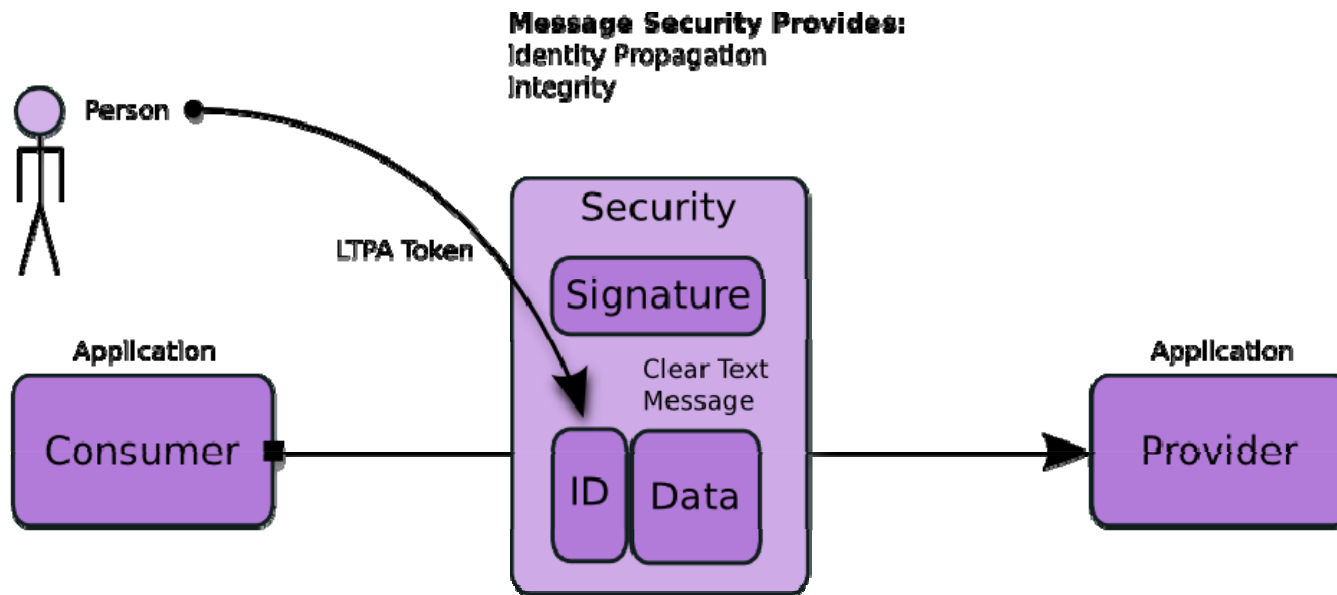 Message Security Provides:
Identity Propagation
Integrity
Person
LTPA Token
Security
Signature
Clear Text
Message
ID
Data
Application
Consumer
Application
Provider